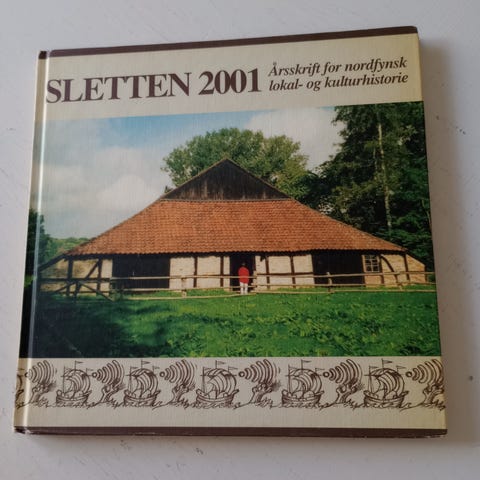 SLETTEN 2001
Årsskrift for nordfynsk
lokal- og kulturhistorie